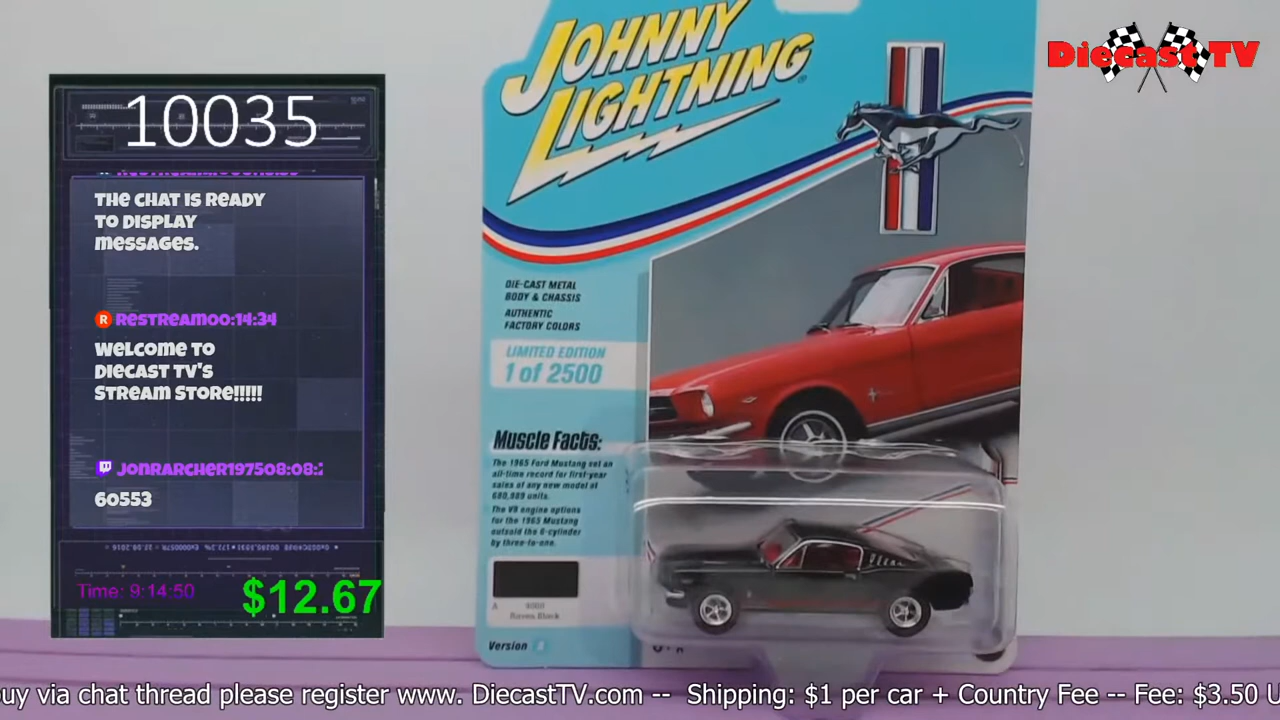 10035
THE CHAT IS READY
TO DISPLAY
MESSAGES.
RESTREAM00:14:34
WELCOME TO
DIECAST TV'S
STREAM STORE!!!!!
JONRARCHER197508:08:
60553
Time: 9:14:50
$12.67
JOHNNY
LIGHTNING
DIE-CAST METAL
BODY & CHASSIS
AUTHENTIC
FACTORY COLORS
LIMITED EDITION
1 of 2500
Muscle Facts:
The 1965 Ford Mustang set an
all-time record for first-year
sales of any new model at
680,989 units.
The V8 engine options
for the 1965 Mustang
outsold the 6-cylinder
by three-to-one.
A
Raven Black
Version A
Diecast TV
uy via chat thread please register www. DiecastTV.com -- Shipping: $1 per car + Country Fee -- Fee: $3.50 U